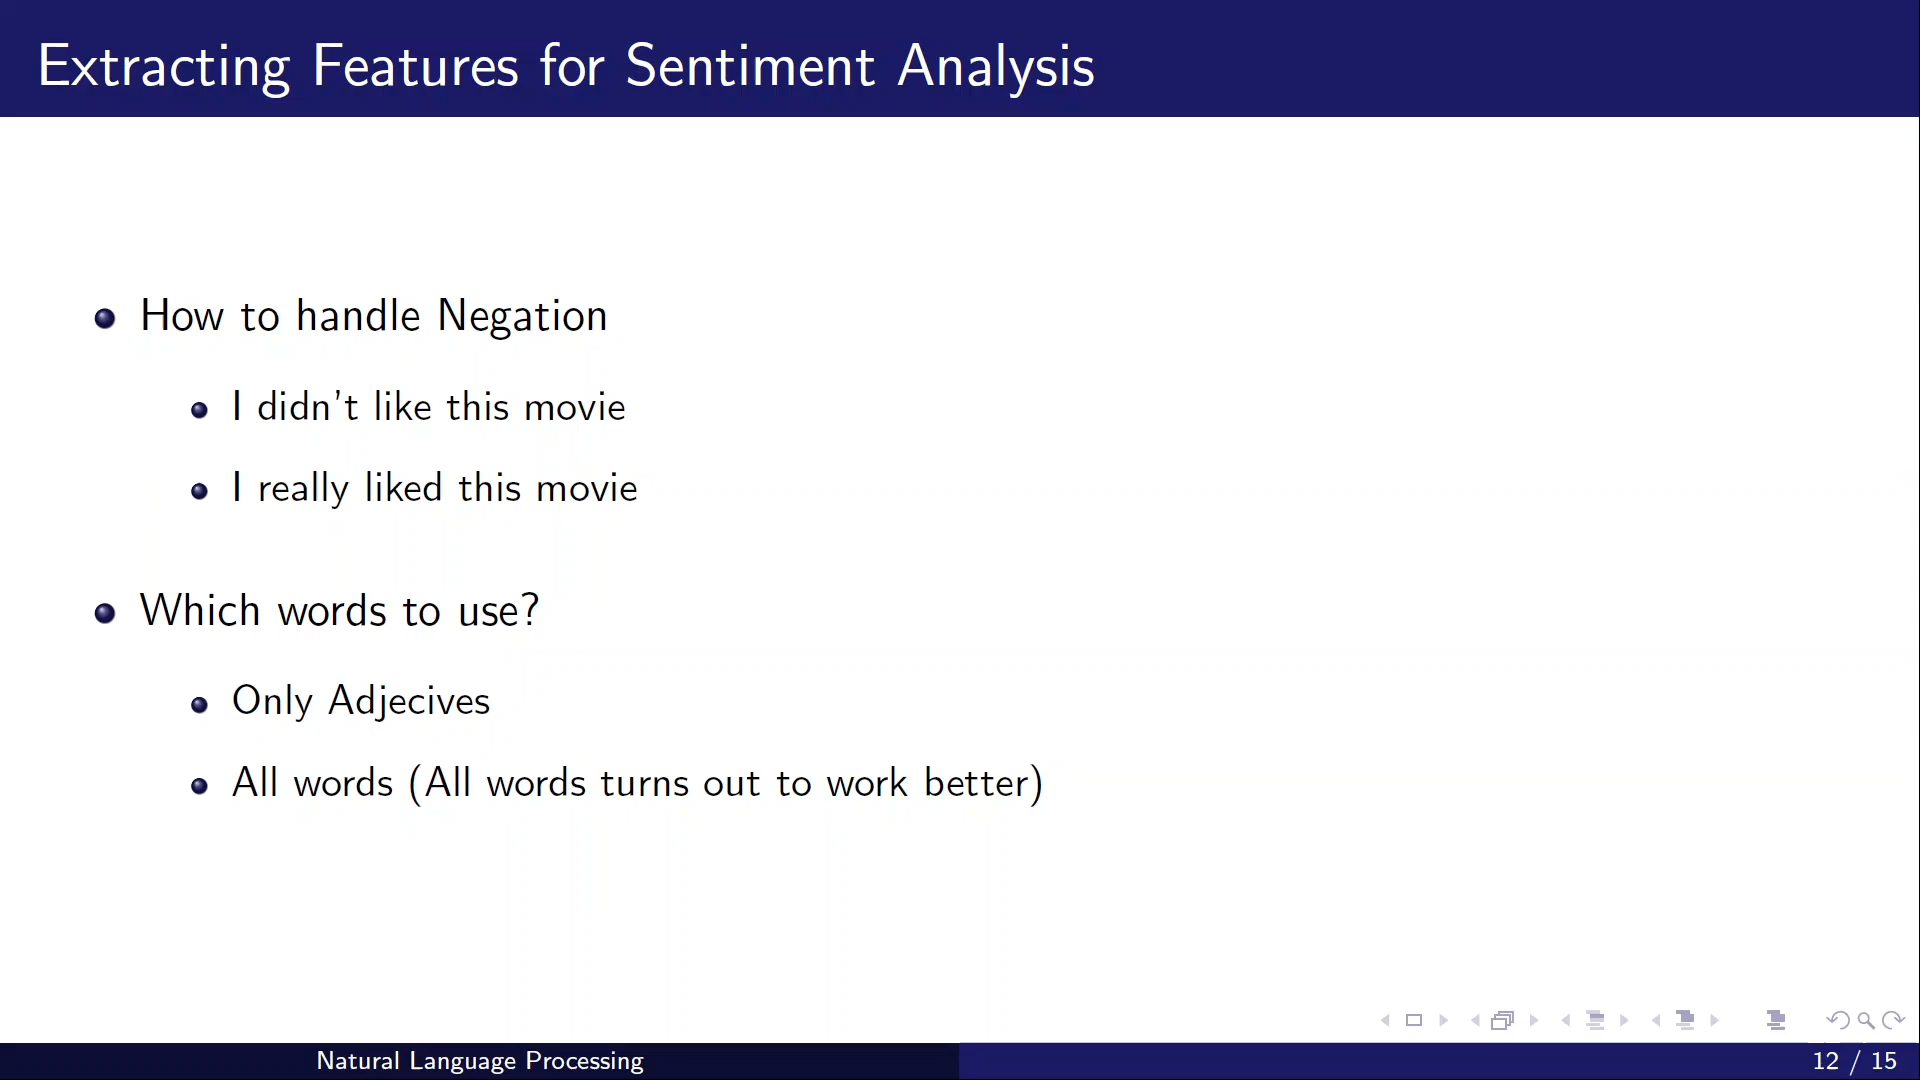 Extracting Features for Sentiment Analysis
How to handle Negation
I didn't like this movie
I really liked this movie
Which words to use?
Only Adjecives
All words (All words turns out to work better)
Natural Language Processing
12 / 15